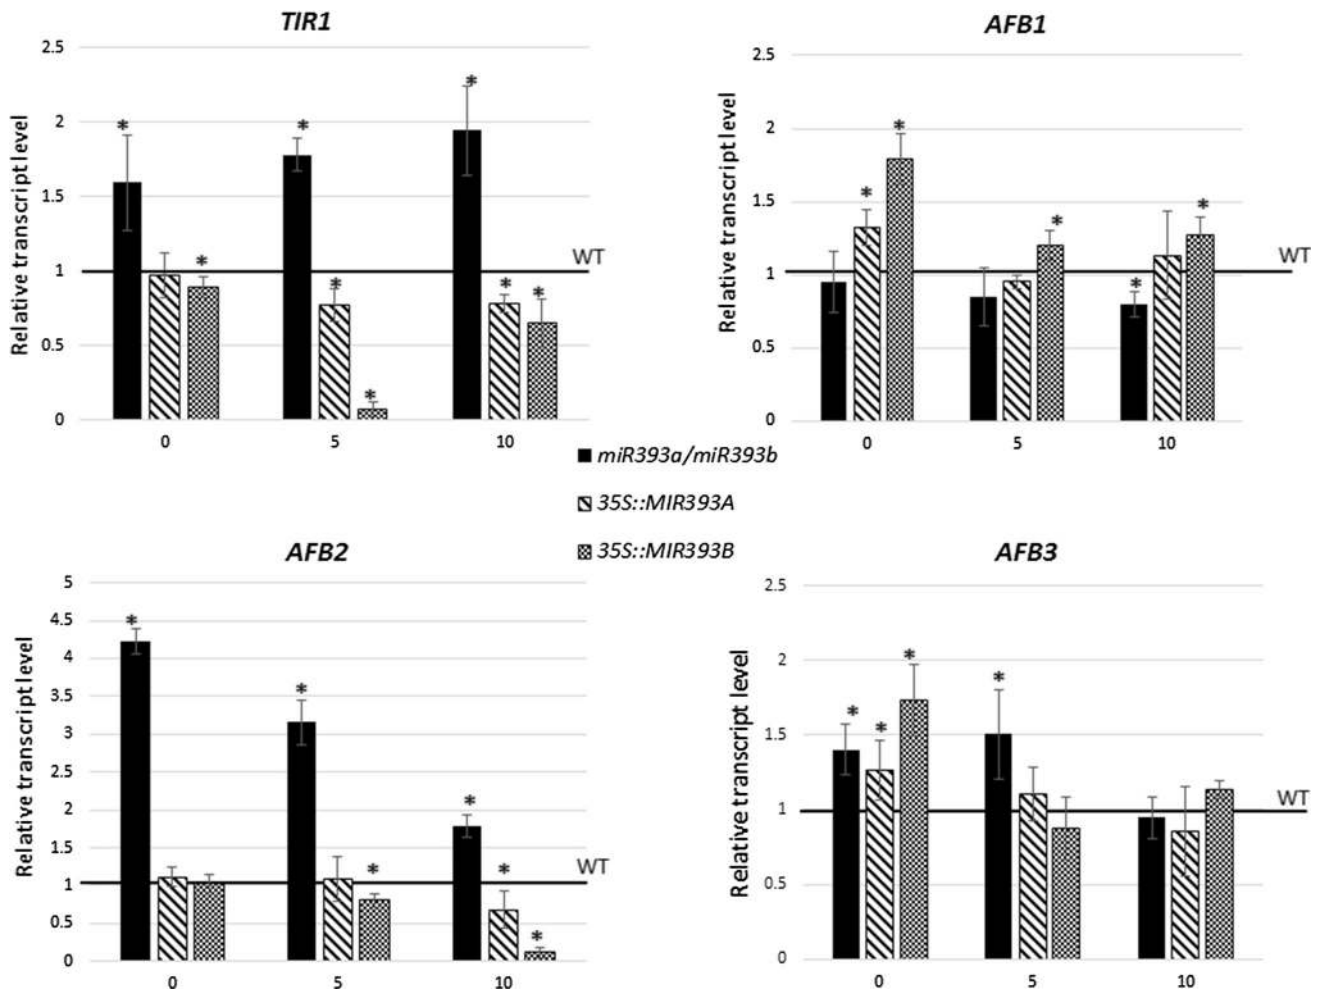 TIR1
Relative transcript level
2.5
2
1.5
1
0.5
0
* * *
* * *
* *
WT
0 5 10
AFB1
Relative transcript level
2.5
2
1.5
1
0.5
0
* * * * * *
WT
0 5 10
miR393a/miR393b
35S::MIR393A
35S::MIR393B
AFB2
Relative transcript level
5
4.5
4
3.5
3
2.5
2
1.5
1
0.5
0
* * * * * *
WT
0 5 10
AFB3
Relative transcript level
2.5
2
1.5
1
0.5
0
* * * *
WT
0 5 10